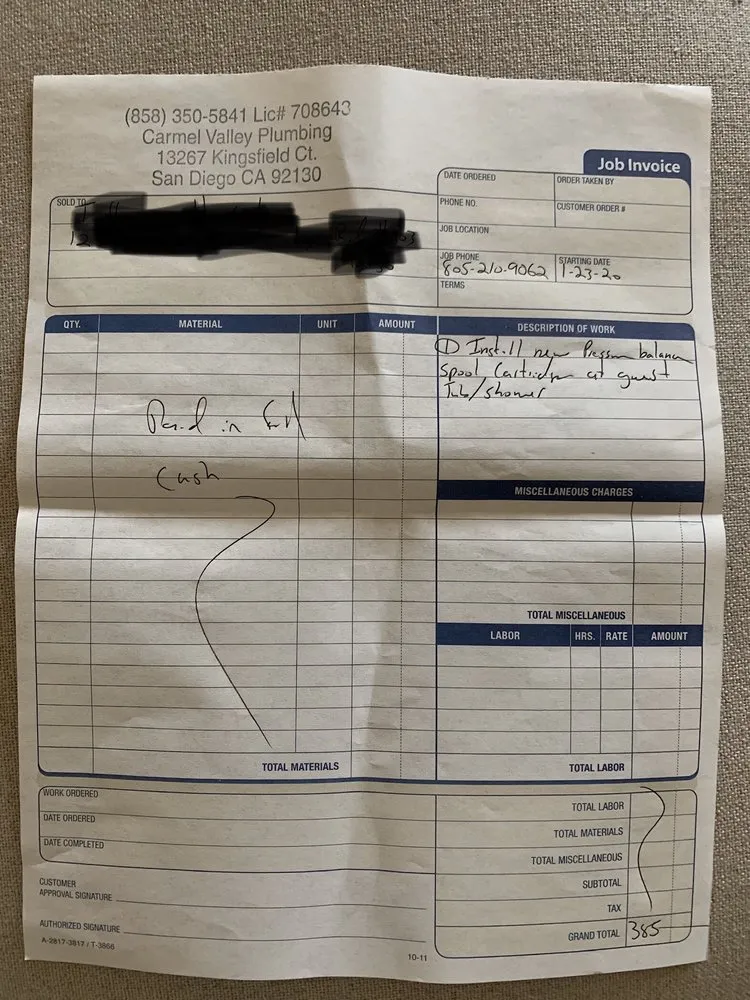 (858) 350-5841 Lic# 708643
Carmel Valley Plumbing
13267 Kingsfield Ct.
San Diego CA 92130
Job Invoice
SOLD TO
DATE ORDERED
ORDER TAKEN BY
PHONE NO.
CUSTOMER ORDER #
JOB LOCATION
JOB PHONE
805-210-9062
STARTING DATE
1-23-20
TERMS
QTY. MATERIAL UNIT AMOUNT
DESCRIPTION OF WORK
① Install new Pressure balance
Spool Cartridge at guest
Tub/shower
Paid in full
Cash
MISCELLANEOUS CHARGES
TOTAL MISCELLANEOUS
LABOR HRS. RATE AMOUNT
TOTAL MATERIALS
TOTAL LABOR
WORK ORDERED
DATE ORDERED
DATE COMPLETED
CUSTOMER
APPROVAL SIGNATURE
AUTHORIZED SIGNATURE
A-2817-3817 / T-3866
10-11
TOTAL LABOR
TOTAL MATERIALS
TOTAL MISCELLANEOUS
SUBTOTAL
TAX
GRAND TOTAL 385